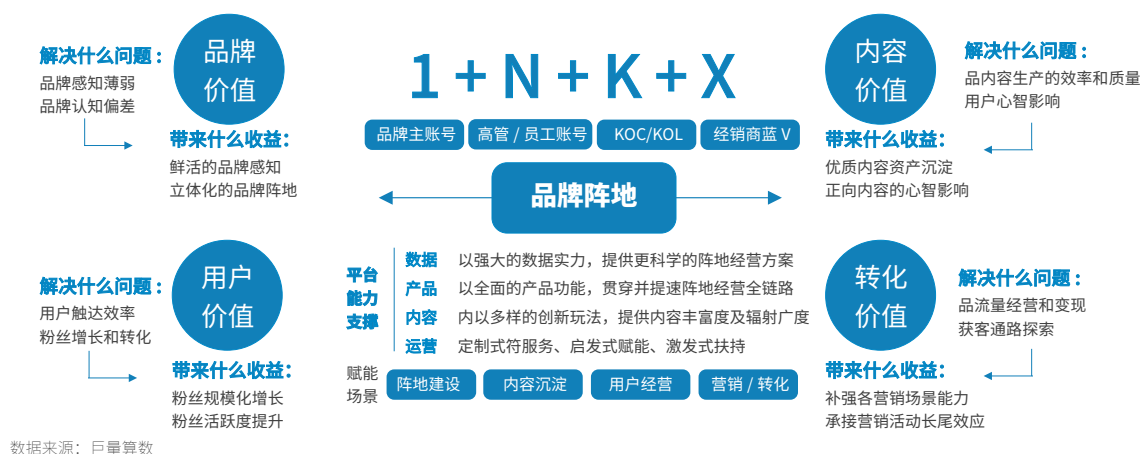 品牌
价值
解决什么问题：
品牌感知薄弱
品牌认知偏差
带来什么收益：
鲜活的品牌感知
立体化的品牌阵地
1+N+K+X
品牌主账号
高管 / 员工账号
KOC/KOL
经销商蓝 V
品牌阵地
内容
价值
解决什么问题：
品内容生产的效率和质量
用户心智影响
带来什么收益：
优质内容资产沉淀
正向内容的心智影响
用户
价值
解决什么问题：
用户触达效率
粉丝增长和转化
带来什么收益：
粉丝规模化增长
粉丝活跃度提升
平台
能力
支撑
数据 以强大的数据实力，提供更科学的阵地经营方案
产品 以全面的产品功能，贯穿并提速阵地经营全链路
内容 内以多样的创新玩法，提供内容丰富度及辐射广度
运营 定制式符服务、启发式赋能、激发式扶持
赋能
场景
阵地建设
内容沉淀
用户经营
营销 / 转化
转化
价值
解决什么问题：
品流量经营和变现
获客通路探索
带来什么收益：
补强各营销场景能力
承接营销活动长尾效应
数据来源：巨量算数